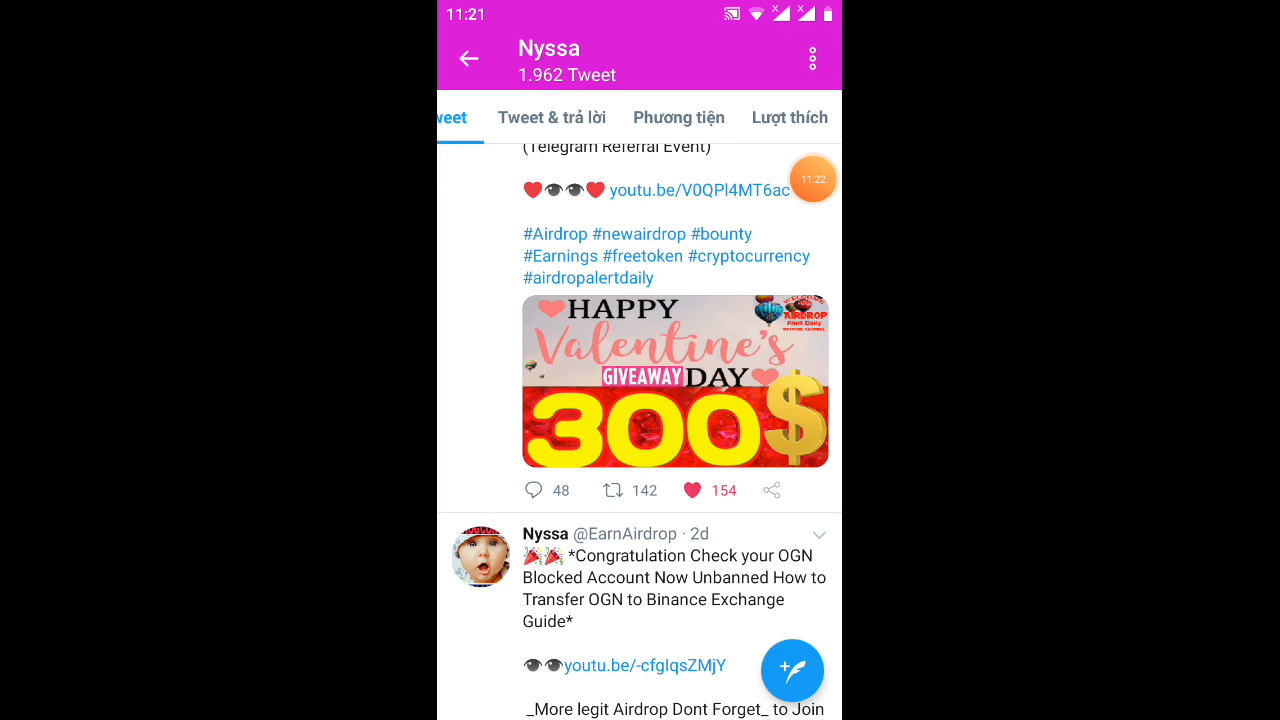 11:21
Nyssa
1.962 Tweet
weet Tweet & trả lời Phương tiện Lượt thích
(Telegram Referral Event)
11:22
youtu.be/V0QPl4MT6ac
#Airdrop #newairdrop #bounty
#Earnings #freetoken #cryptocurrency
#airdropalertdaily
HAPPY
AIRDROP
Alert Daily
YOUTUBE CHANNEL
Valentine's
GIVEAWAY DAY
300$
48 142 154
Nyssa @EarnAirdrop · 2d
*Congratulation Check your OGN
Blocked Account Now Unbanned How to
Transfer OGN to Binance Exchange
Guide*
youtu.be/-cfgIqsZMjY
_More legit Airdrop Dont Forget_ to Join